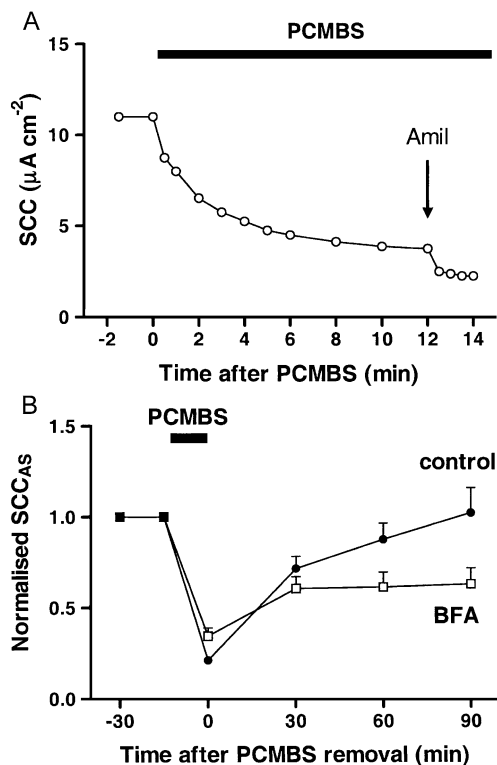 A
PCMBS
15
10
5
0
SCC (μA cm⁻²)
Amil
-2 0 2 4 6 8 10 12 14
Time after PCMBS (min)
B
PCMBS
1.5
1.0
0.5
0.0
Normalised SCCAS
control
BFA
-30 0 30 60 90
Time after PCMBS removal (min)